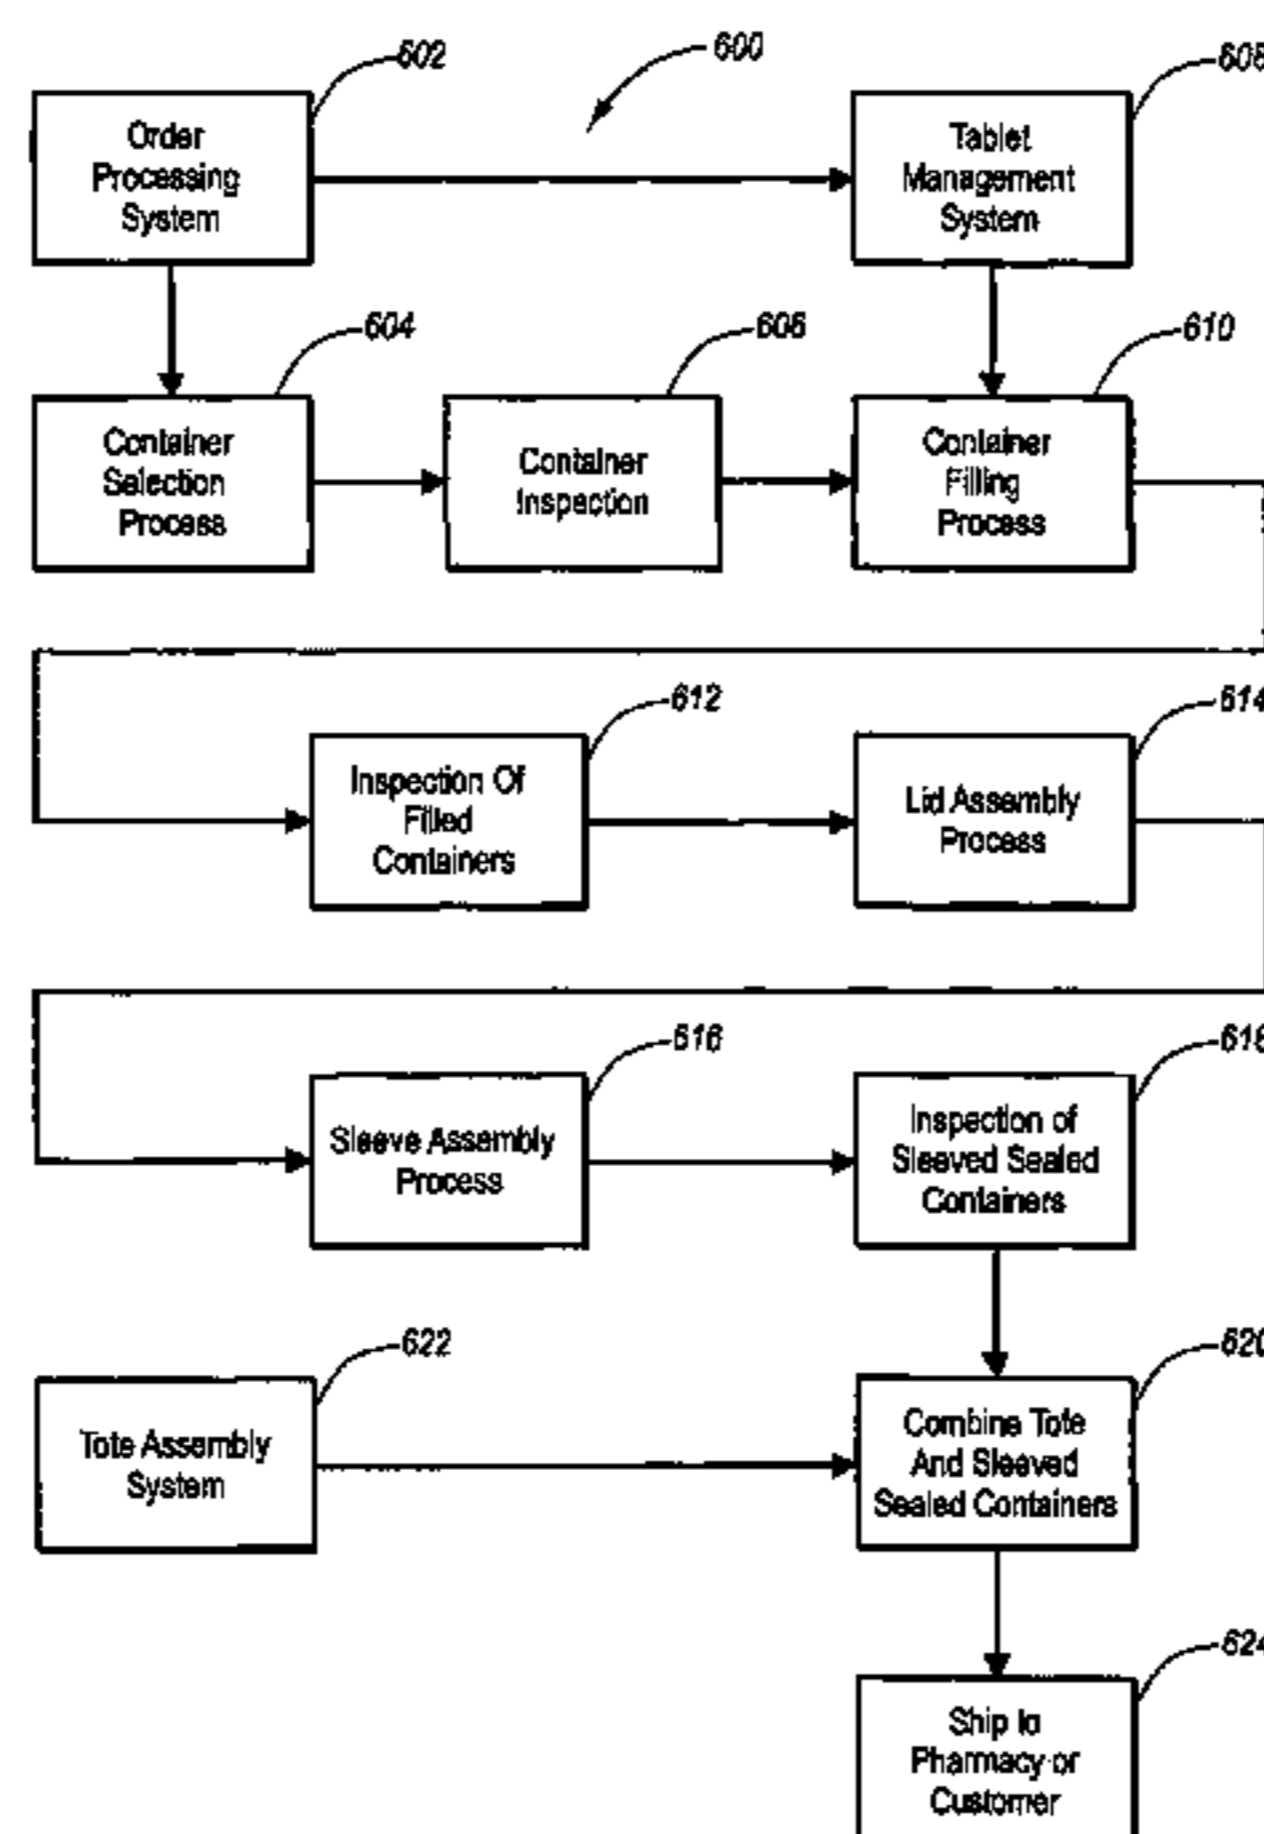 602
600
608
Order
Processing
System
Tablet
Management
System
604
606
610
Container
Selection
Process
Container
Inspection
Container
Filling
Process
612
614
Inspection Of
Filled
Containers
Lid Assembly
Process
616
618
Sleeve Assembly
Process
Inspection of
Sleeved Sealed
Containers
622
620
Tote Assembly
System
Combine Tote
And Sleeved
Sealed Containers
624
Ship to
Pharmacy or
Customer